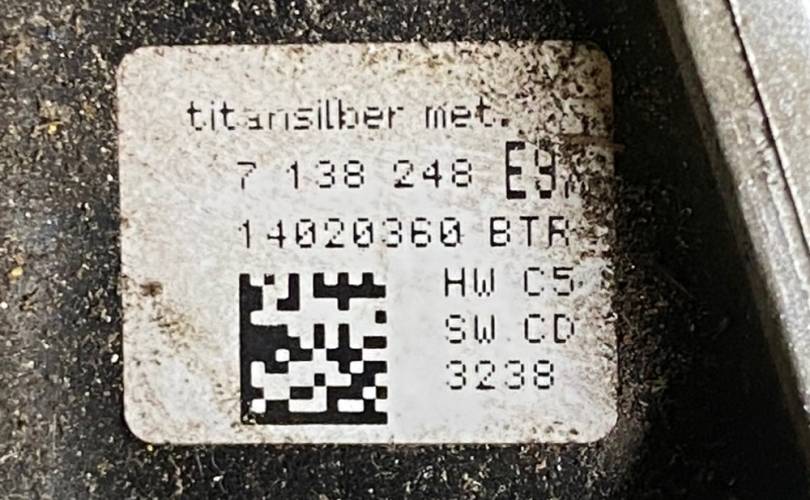 titansilber met.
7 138 248
14020360 BTR
HW C5
SW CD
3238